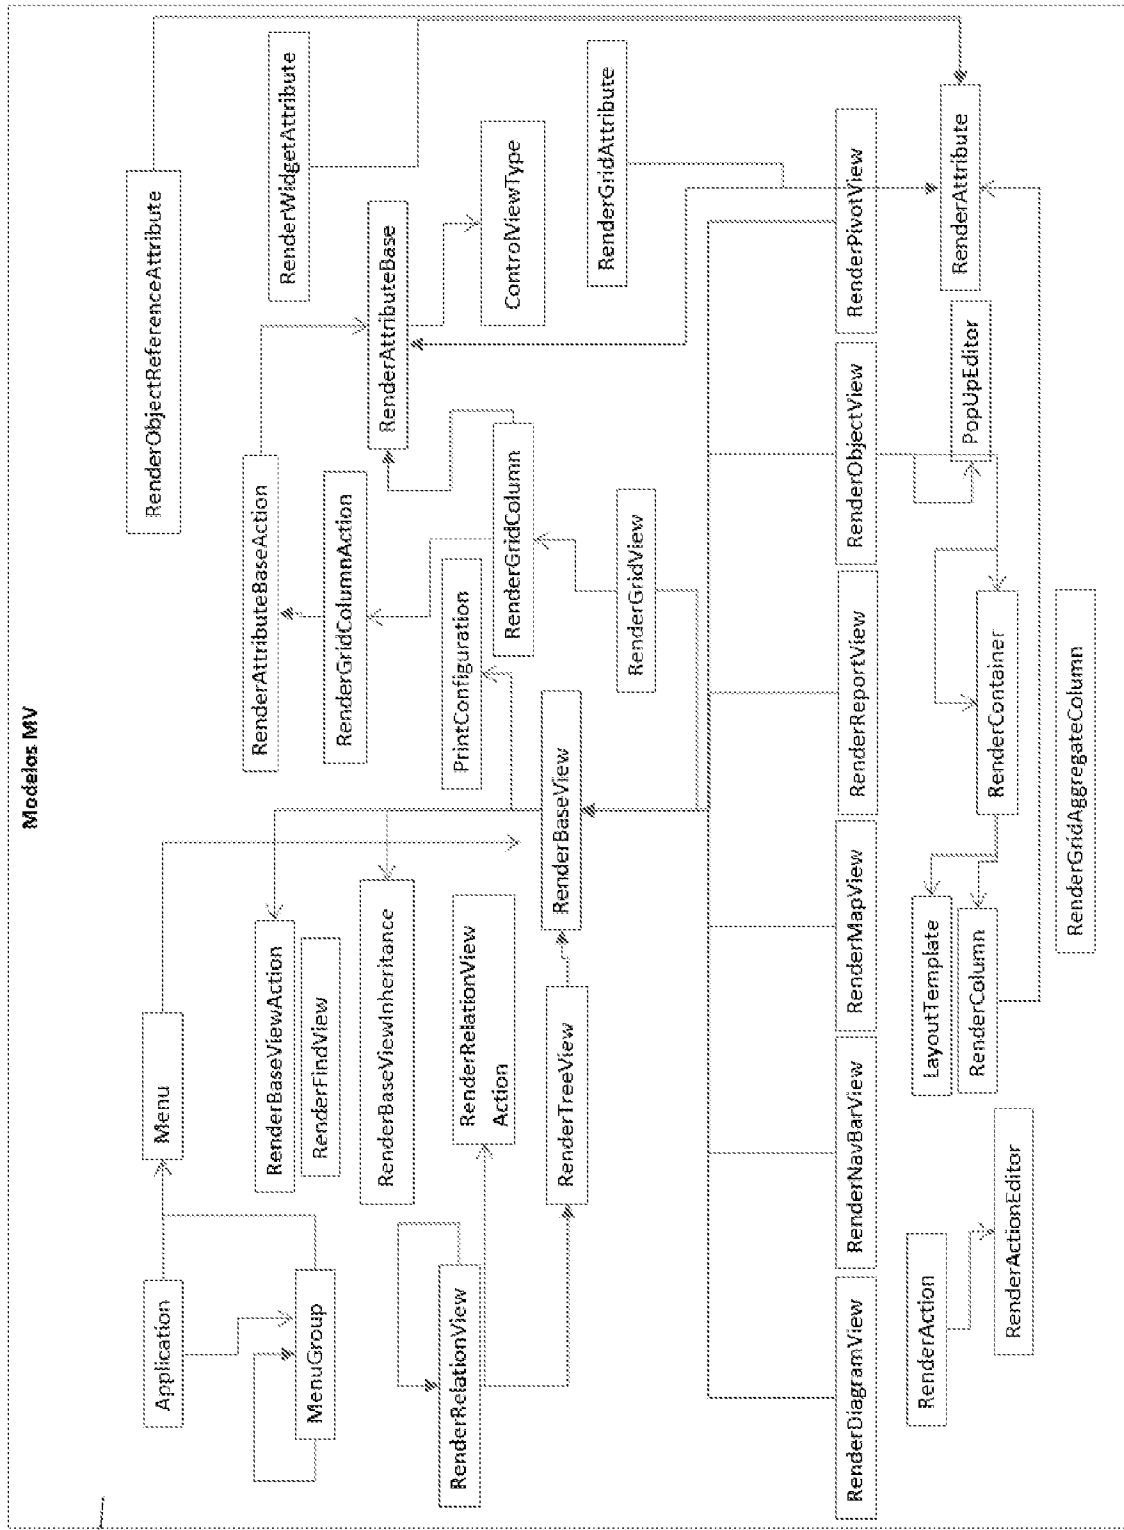 Modelos MV
RenderObjectReferenceAttribute
Application
Menu
RenderAttributeBaseAction
RenderWidgetAttribute
MenuGroup
RenderBaseViewAction
RenderFindView
RenderGridColumnAction
RenderBaseViewInheritance
RenderAttributeBase
RenderRelationView
RenderRelationView
Action
PrintConfiguration
RenderGridColumn
ControlViewType
RenderTreeView
RenderBaseView
RenderGridView
RenderGridAttribute
RenderDiagramView
RenderNavBarView
RenderMapView
RenderReportView
RenderObjectView
RenderPivotView
RenderAction
RenderActionEditor
LayoutTemplate
RenderColumn
RenderContainer
PopUpEditor
RenderAttribute
RenderGridAggregateColumn